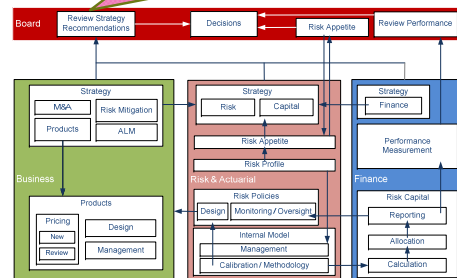 Board
Review Strategy
Recommendations
Decisions
Risk Appetite
Review Performance
Strategy
M&A
Risk Mitigation
Products
ALM
Strategy
Risk
Capital
Strategy
Finance
Risk Appetite
Performance
Measurement
Risk Profile
Business
Risk & Actuarial
Finance
Products
Pricing
New
Review
Design
Management
Risk Policies
Design
Monitoring / Oversight
Internal Model
Management
Calibration / Methodology
Risk Capital
Reporting
Allocation
Calculation